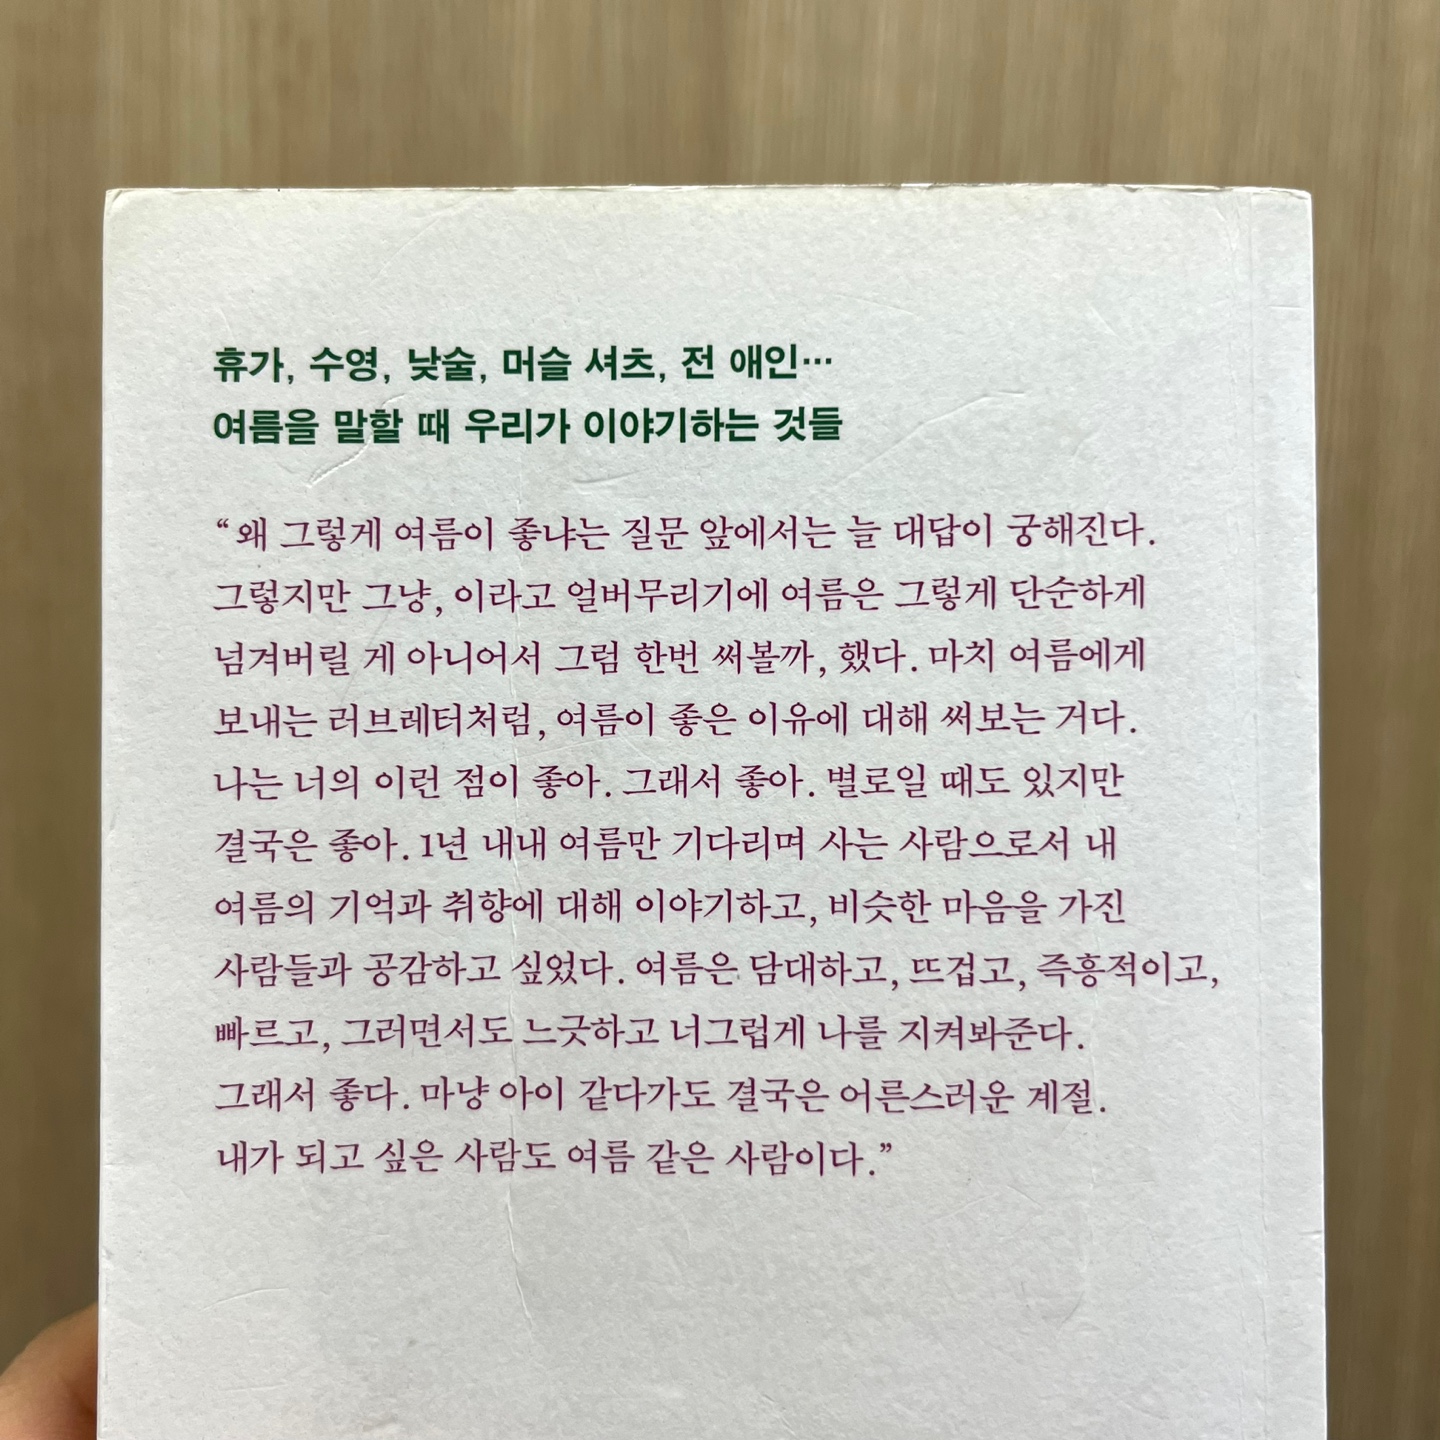 휴가, 수영, 낮술, 머슬 셔츠, 전 애인…
여름을 말할 때 우리가 이야기하는 것들
“왜 그렇게 여름이 좋냐는 질문 앞에서는 늘 대답이 궁해진다.
그렇지만 그냥, 이라고 얼버무리기에 여름은 그렇게 단순하게
넘겨버릴 게 아니어서 그럼 한번 써볼까, 했다. 마치 여름에게
보내는 러브레터처럼, 여름이 좋은 이유에 대해 써보는 거다.
나는 너의 이런 점이 좋아. 그래서 좋아. 별로일 때도 있지만
결국은 좋아. 1년 내내 여름만 기다리며 사는 사람으로서 내
여름의 기억과 취향에 대해 이야기하고, 비슷한 마음을 가진
사람들과 공감하고 싶었다. 여름은 담대하고, 뜨겁고, 즉흥적이고,
빠르고, 그러면서도 느긋하고 너그럽게 나를 지켜봐준다.
그래서 좋다. 마냥 아이 같다가도 결국은 어른스러운 계절.
내가 되고 싶은 사람도 여름 같은 사람이다.”